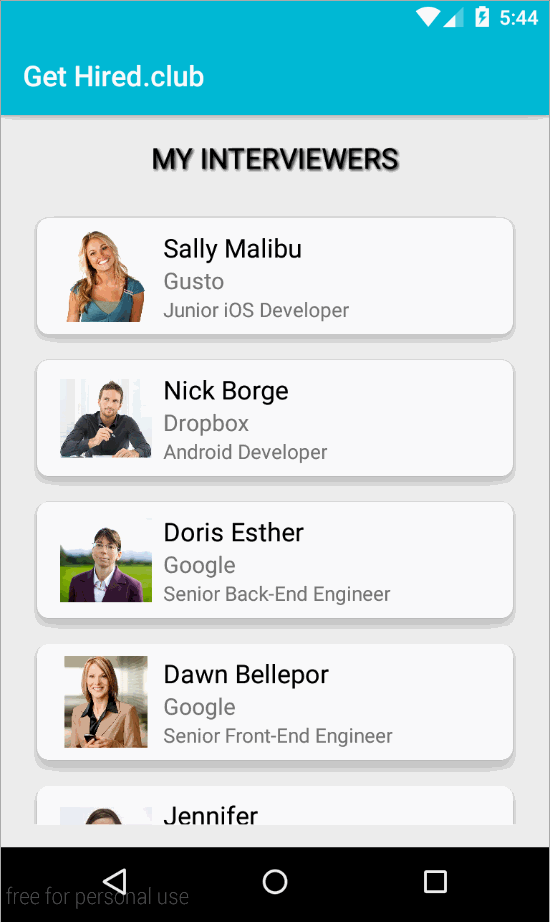 5:44
Get Hired.club
MY INTERVIEWERS
Sally Malibu
Gusto
Junior iOS Developer
Nick Borge
Dropbox
Android Developer
Doris Esther
Google
Senior Back-End Engineer
Dawn Bellepor
Google
Senior Front-End Engineer
Jennifer
free for personal use